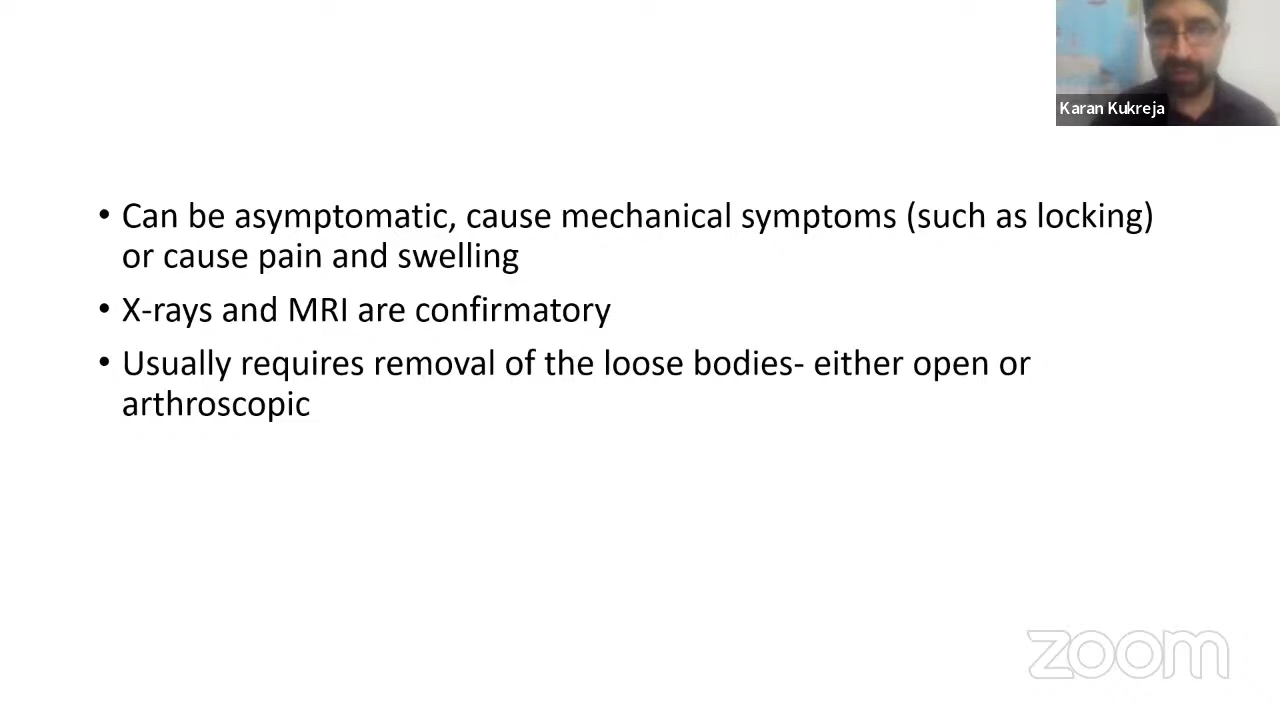 Karan Kukreja
• Can be asymptomatic, cause mechanical symptoms (such as locking)
or cause pain and swelling
• X-rays and MRI are confirmatory
• Usually requires removal of the loose bodies- either open or
arthroscopic
zoom